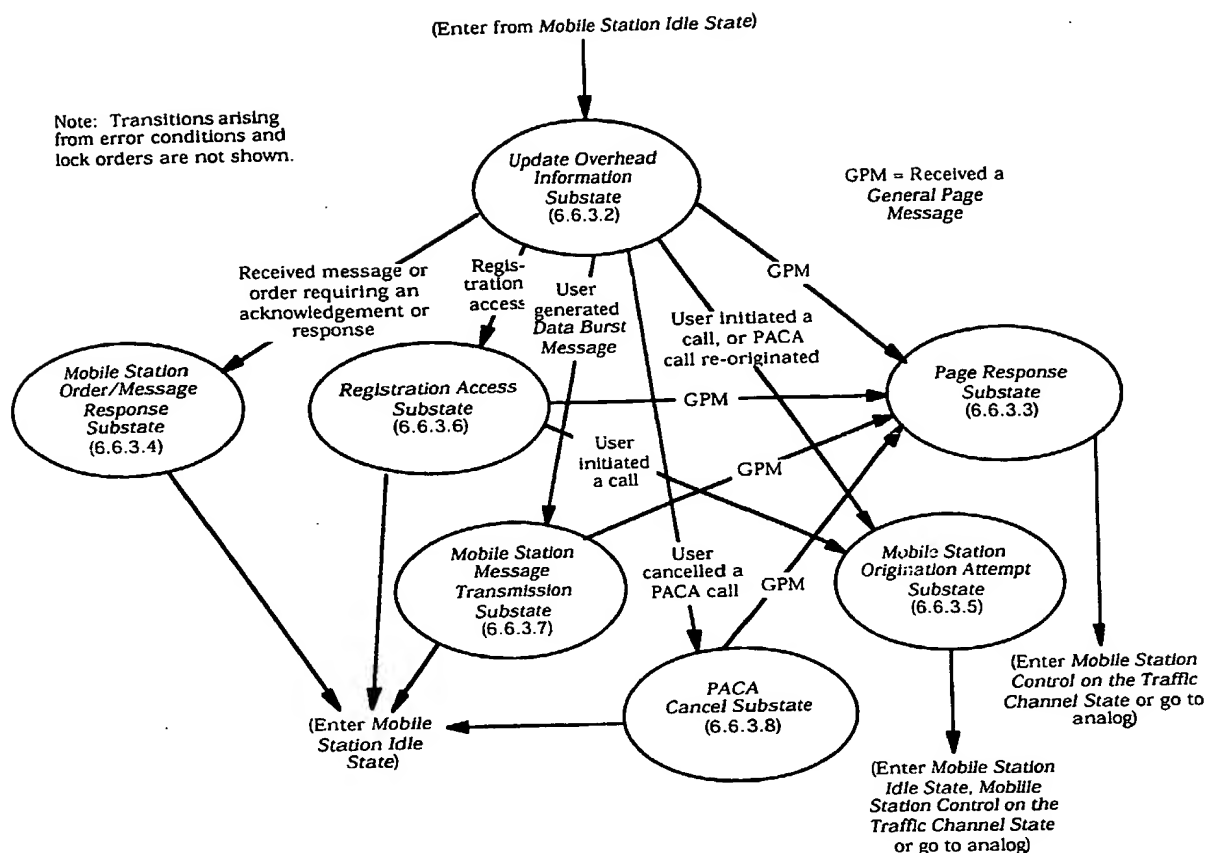 (Enter from Mobile Station Idle State)
Note: Transitions arising
from error conditions and
lock orders are not shown.
Update Overhead
Information
Substate
(6.6.3.2)
GPM = Received a
General Page
Message
Received message or
order requiring an
acknowledgement or
response
Regis-
tration
access
User
generated
Data Burst
Message
User initiated a
call, or PACA
call re-originated
GPM
Mobile Station
Order/Message
Response
Substate
(6.6.3.4)
Registration Access
Substate
(6.6.3.6)
GPM
Page Response
Substate
(6.6.3.3)
User
initiated
a call
GPM
Mobile Station
Message
Transmission
Substate
(6.6.3.7)
User
cancelled a
PACA call
GPM
Mobile Station
Origination Attempt
Substate
(6.6.3.5)
PACA
Cancel Substate
(6.6.3.8)
(Enter Mobile
Station Idle
State)
(Enter Mobile Station
Control on the Traffic
Channel State or go to
analog)
(Enter Mobile Station
Idle State, Mobille
Station Control on the
Traffic Channel State
or go to analog)